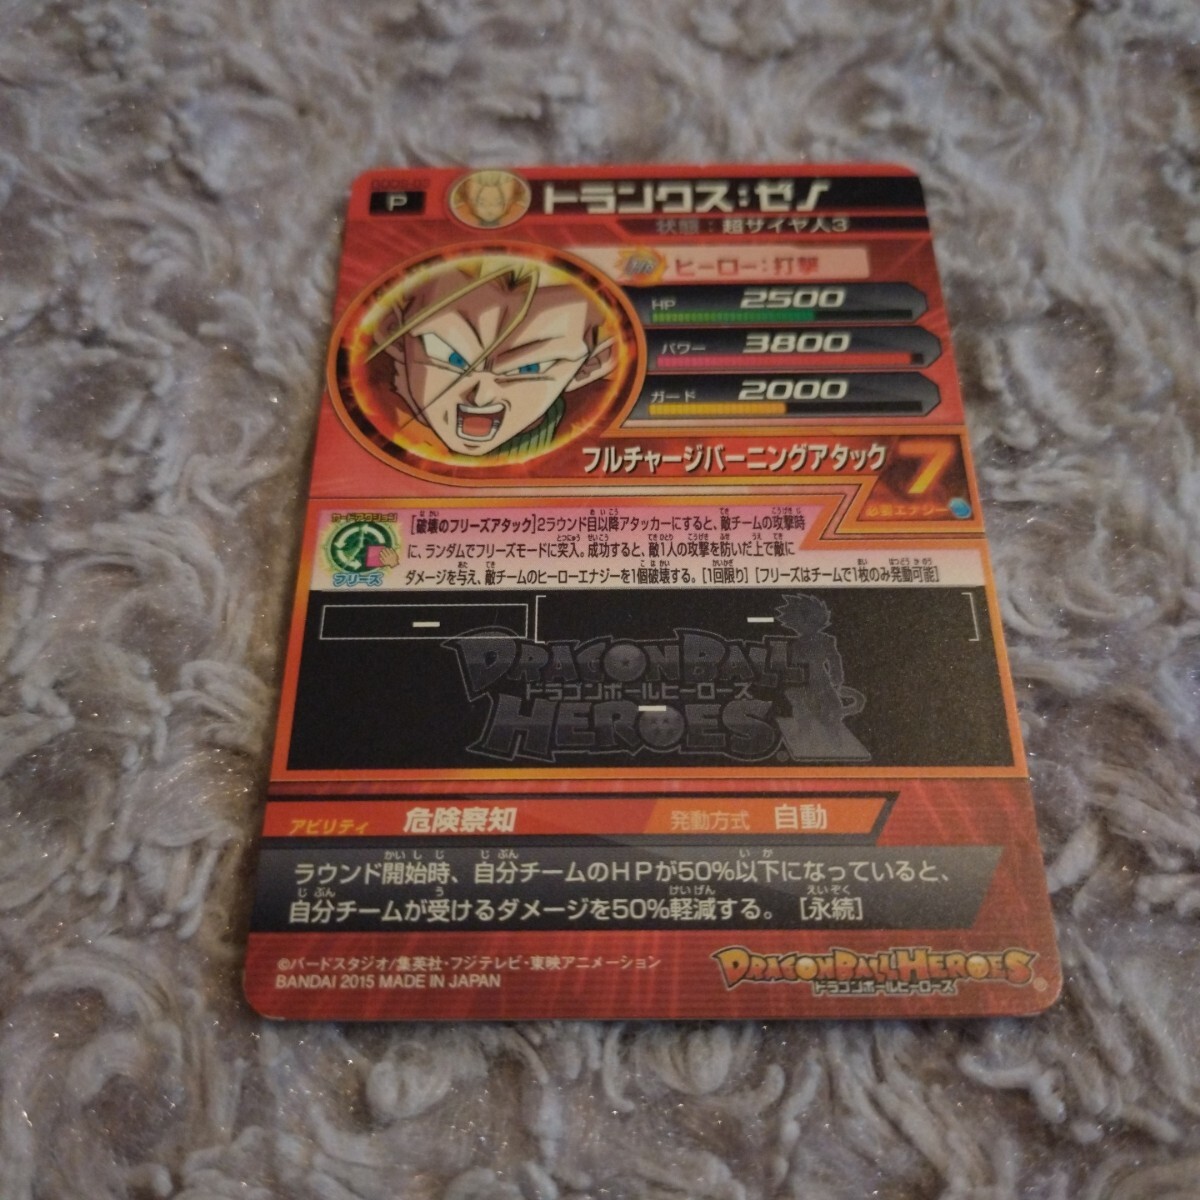 P
トランクス:ゼノ
状態:超サイヤ人3
ヒーロー:打撃
HP 2500
パワー 3800
ガード 2000
フルチャージバーニングアタック 7
必要エナジー
カードアクション
フリーズ
[破壊のフリーズアタック]2ラウンド目以降アタッカーにすると、敵チームの攻撃時
に、ランダムでフリーズモードに突入。成功すると、敵1人の攻撃を防いだ上で敵に
ダメージを与え、敵チームのヒーローエナジーを1個破壊する。[1回限り] [フリーズはチームで1枚のみ発動可能]
DRAGONBALL
ドラゴンボールヒーローズ
HEROES
アビリティ 危険察知 発動方式 自動
ラウンド開始時、自分チームのHPが50%以下になっていると、
自分チームが受けるダメージを50%軽減する。 [永続]
©バードスタジオ/集英社・フジテレビ・東映アニメーション
BANDAI 2015 MADE IN JAPAN
DRAGONBALL HEROES
ドラゴンボールヒーローズ